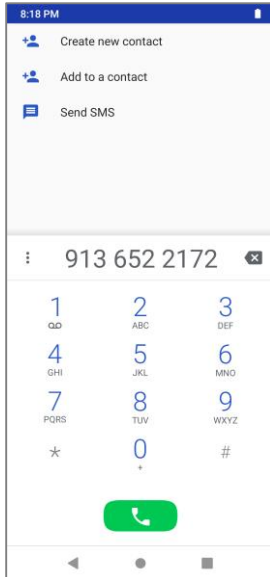 8:18 PM
Create new contact
Add to a contact
Send SMS
913 652 2172
1 2 3
ABC DEF
4 5 6
GHI JKL MNO
7 8 9
PQRS TUV WXYZ
* 0 #
+